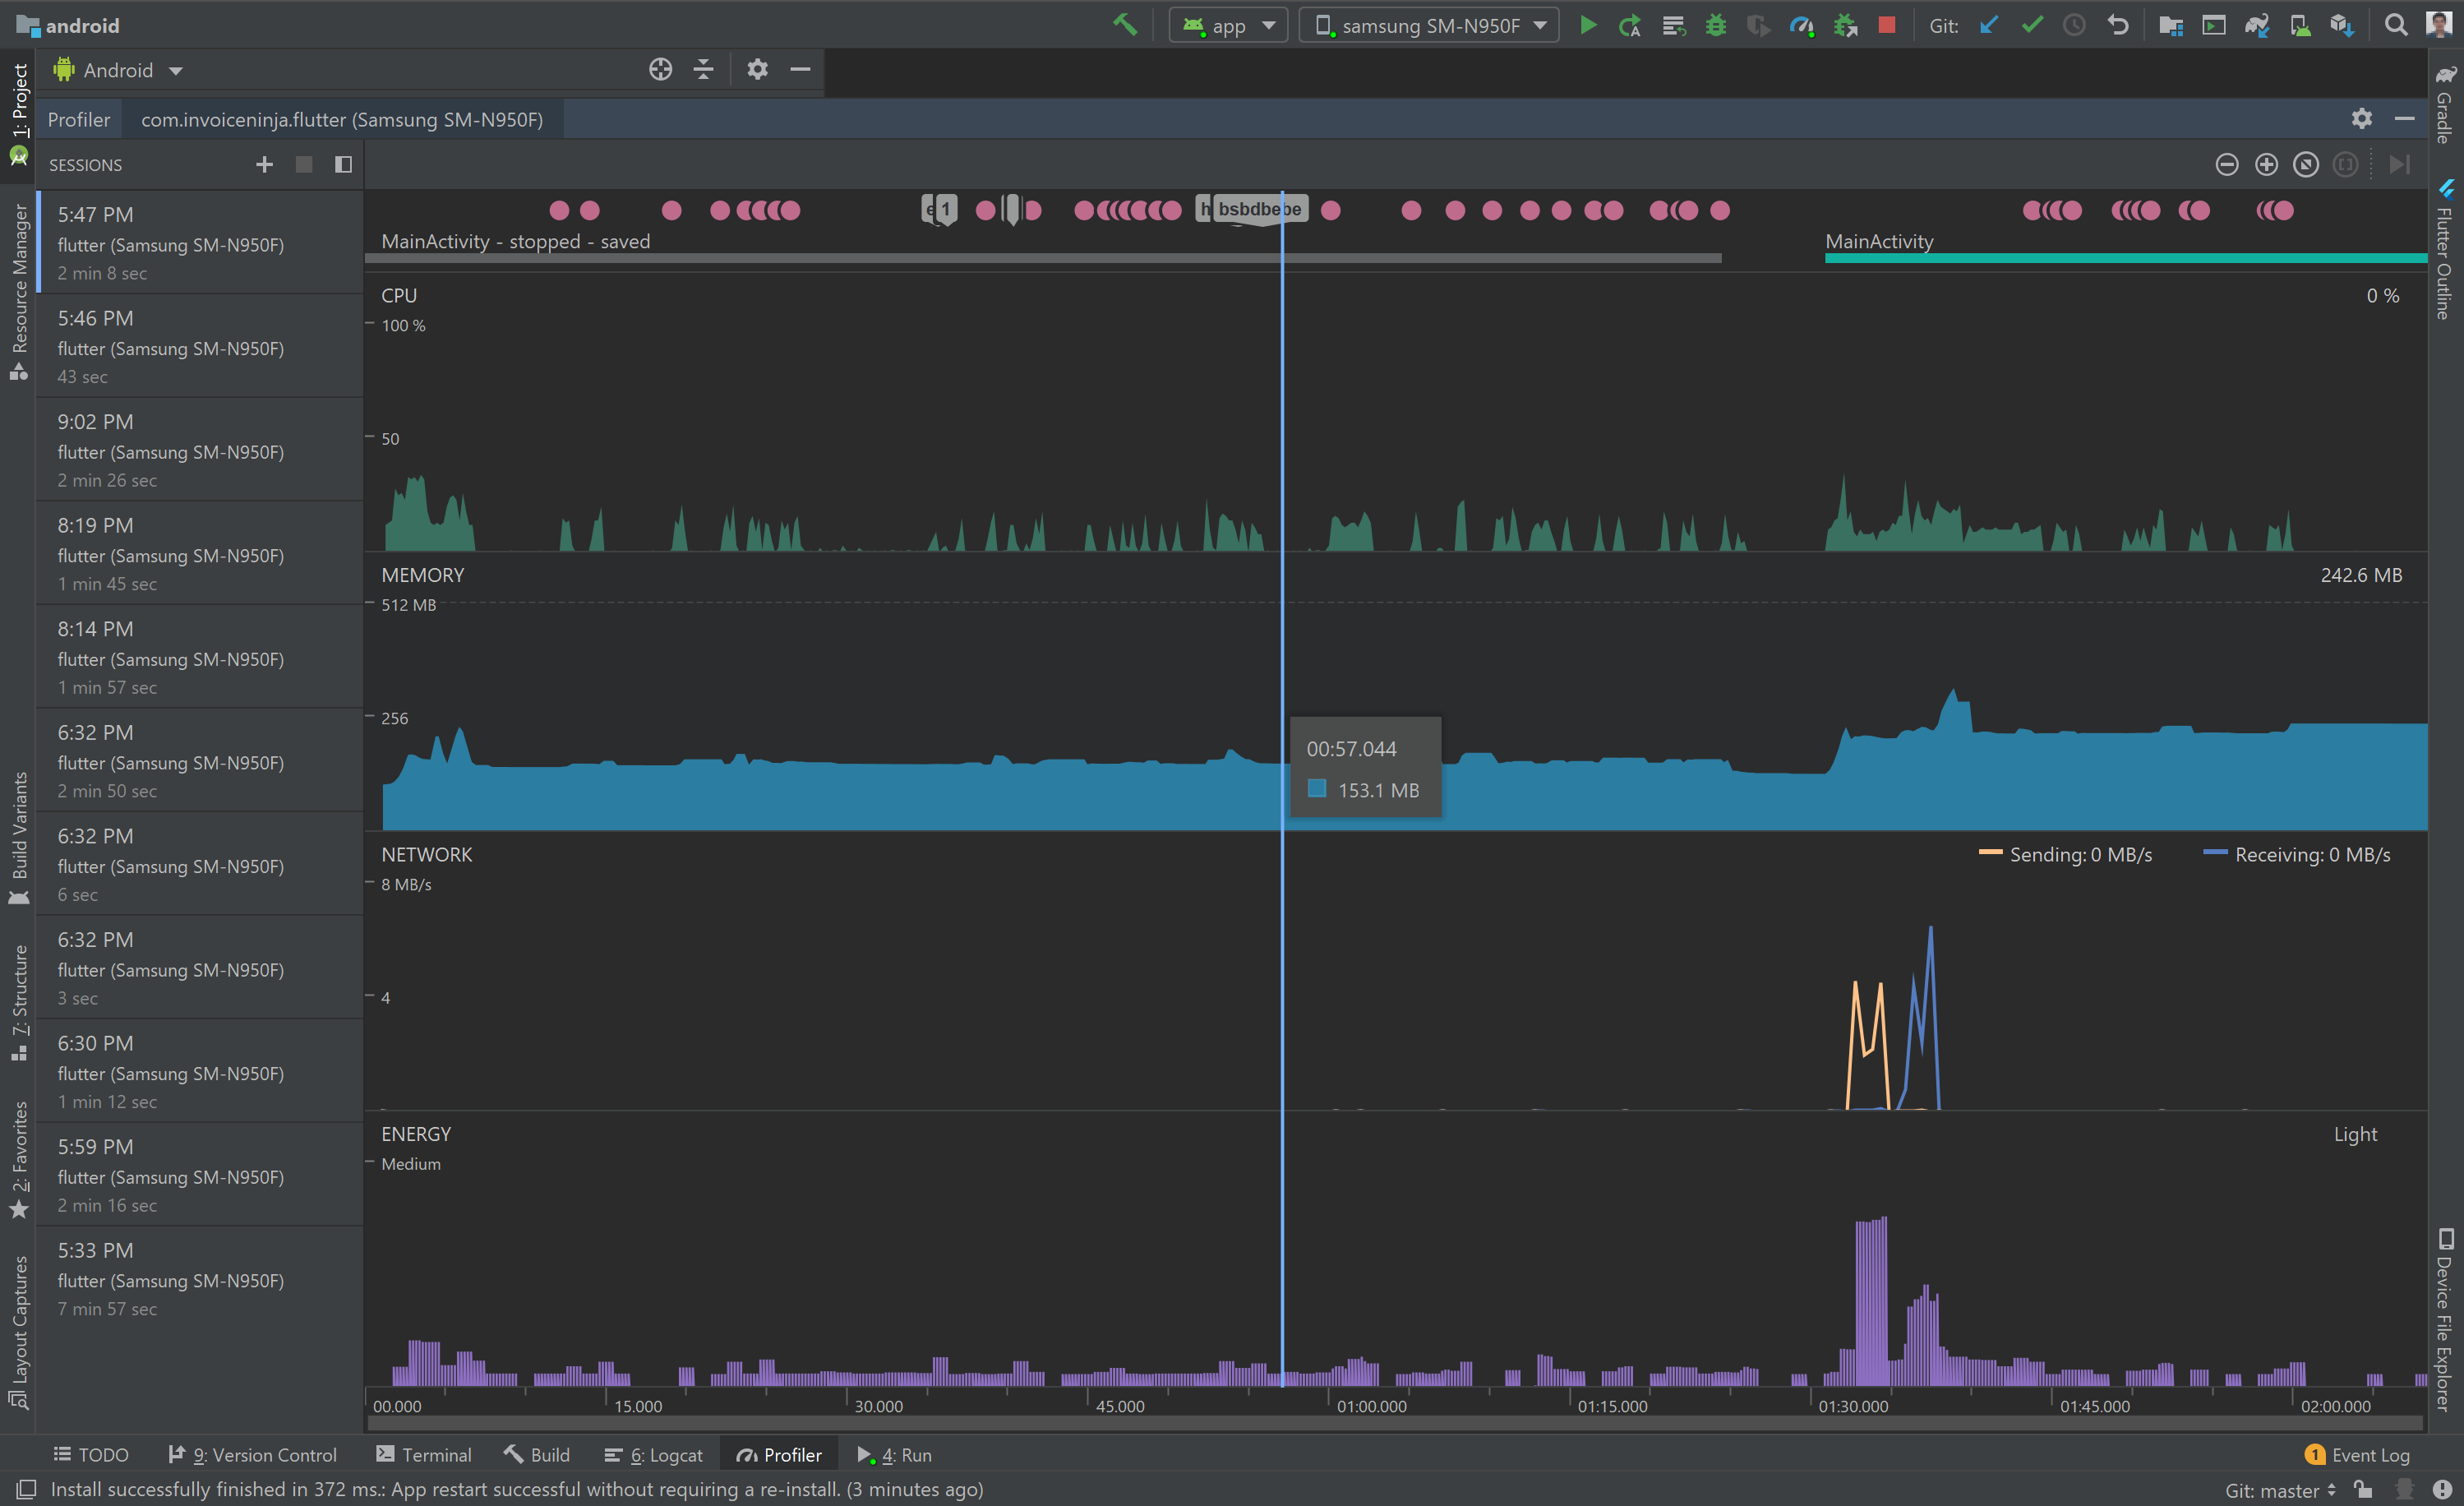 android
app
samsung SM-N950F
Git:
Android
Profiler
com.invoiceninja.flutter (Samsung SM-N950F)
SESSIONS
5:47 PM
flutter (Samsung SM-N950F)
2 min 8 sec
5:46 PM
flutter (Samsung SM-N950F)
43 sec
9:02 PM
flutter (Samsung SM-N950F)
2 min 26 sec
8:19 PM
flutter (Samsung SM-N950F)
1 min 45 sec
8:14 PM
flutter (Samsung SM-N950F)
1 min 57 sec
6:32 PM
flutter (Samsung SM-N950F)
2 min 50 sec
6:32 PM
flutter (Samsung SM-N950F)
6 sec
6:32 PM
flutter (Samsung SM-N950F)
3 sec
6:30 PM
flutter (Samsung SM-N950F)
1 min 12 sec
5:59 PM
flutter (Samsung SM-N950F)
2 min 16 sec
5:33 PM
flutter (Samsung SM-N950F)
7 min 57 sec
1: Project
Resource Manager
Build Variants
7: Structure
2: Favorites
Layout Captures
1
h bsbdbebe
MainActivity - stopped - saved
MainActivity
CPU
0 %
100 %
50
MEMORY
242.6 MB
512 MB
256
00:57.044
153.1 MB
NETWORK
Sending: 0 MB/s
Receiving: 0 MB/s
8 MB/s
4
ENERGY
Light
Medium
00.000 15.000 30.000 45.000 01:00.000 01:15.000 01:30.000 01:45.000 02:00.000
Gradle
Flutter Outline
Device File Explorer
TODO
9: Version Control
Terminal
Build
6: Logcat
Profiler
4: Run
1 Event Log
Install successfully finished in 372 ms.: App restart successful without requiring a re-install. (3 minutes ago)
Git: master